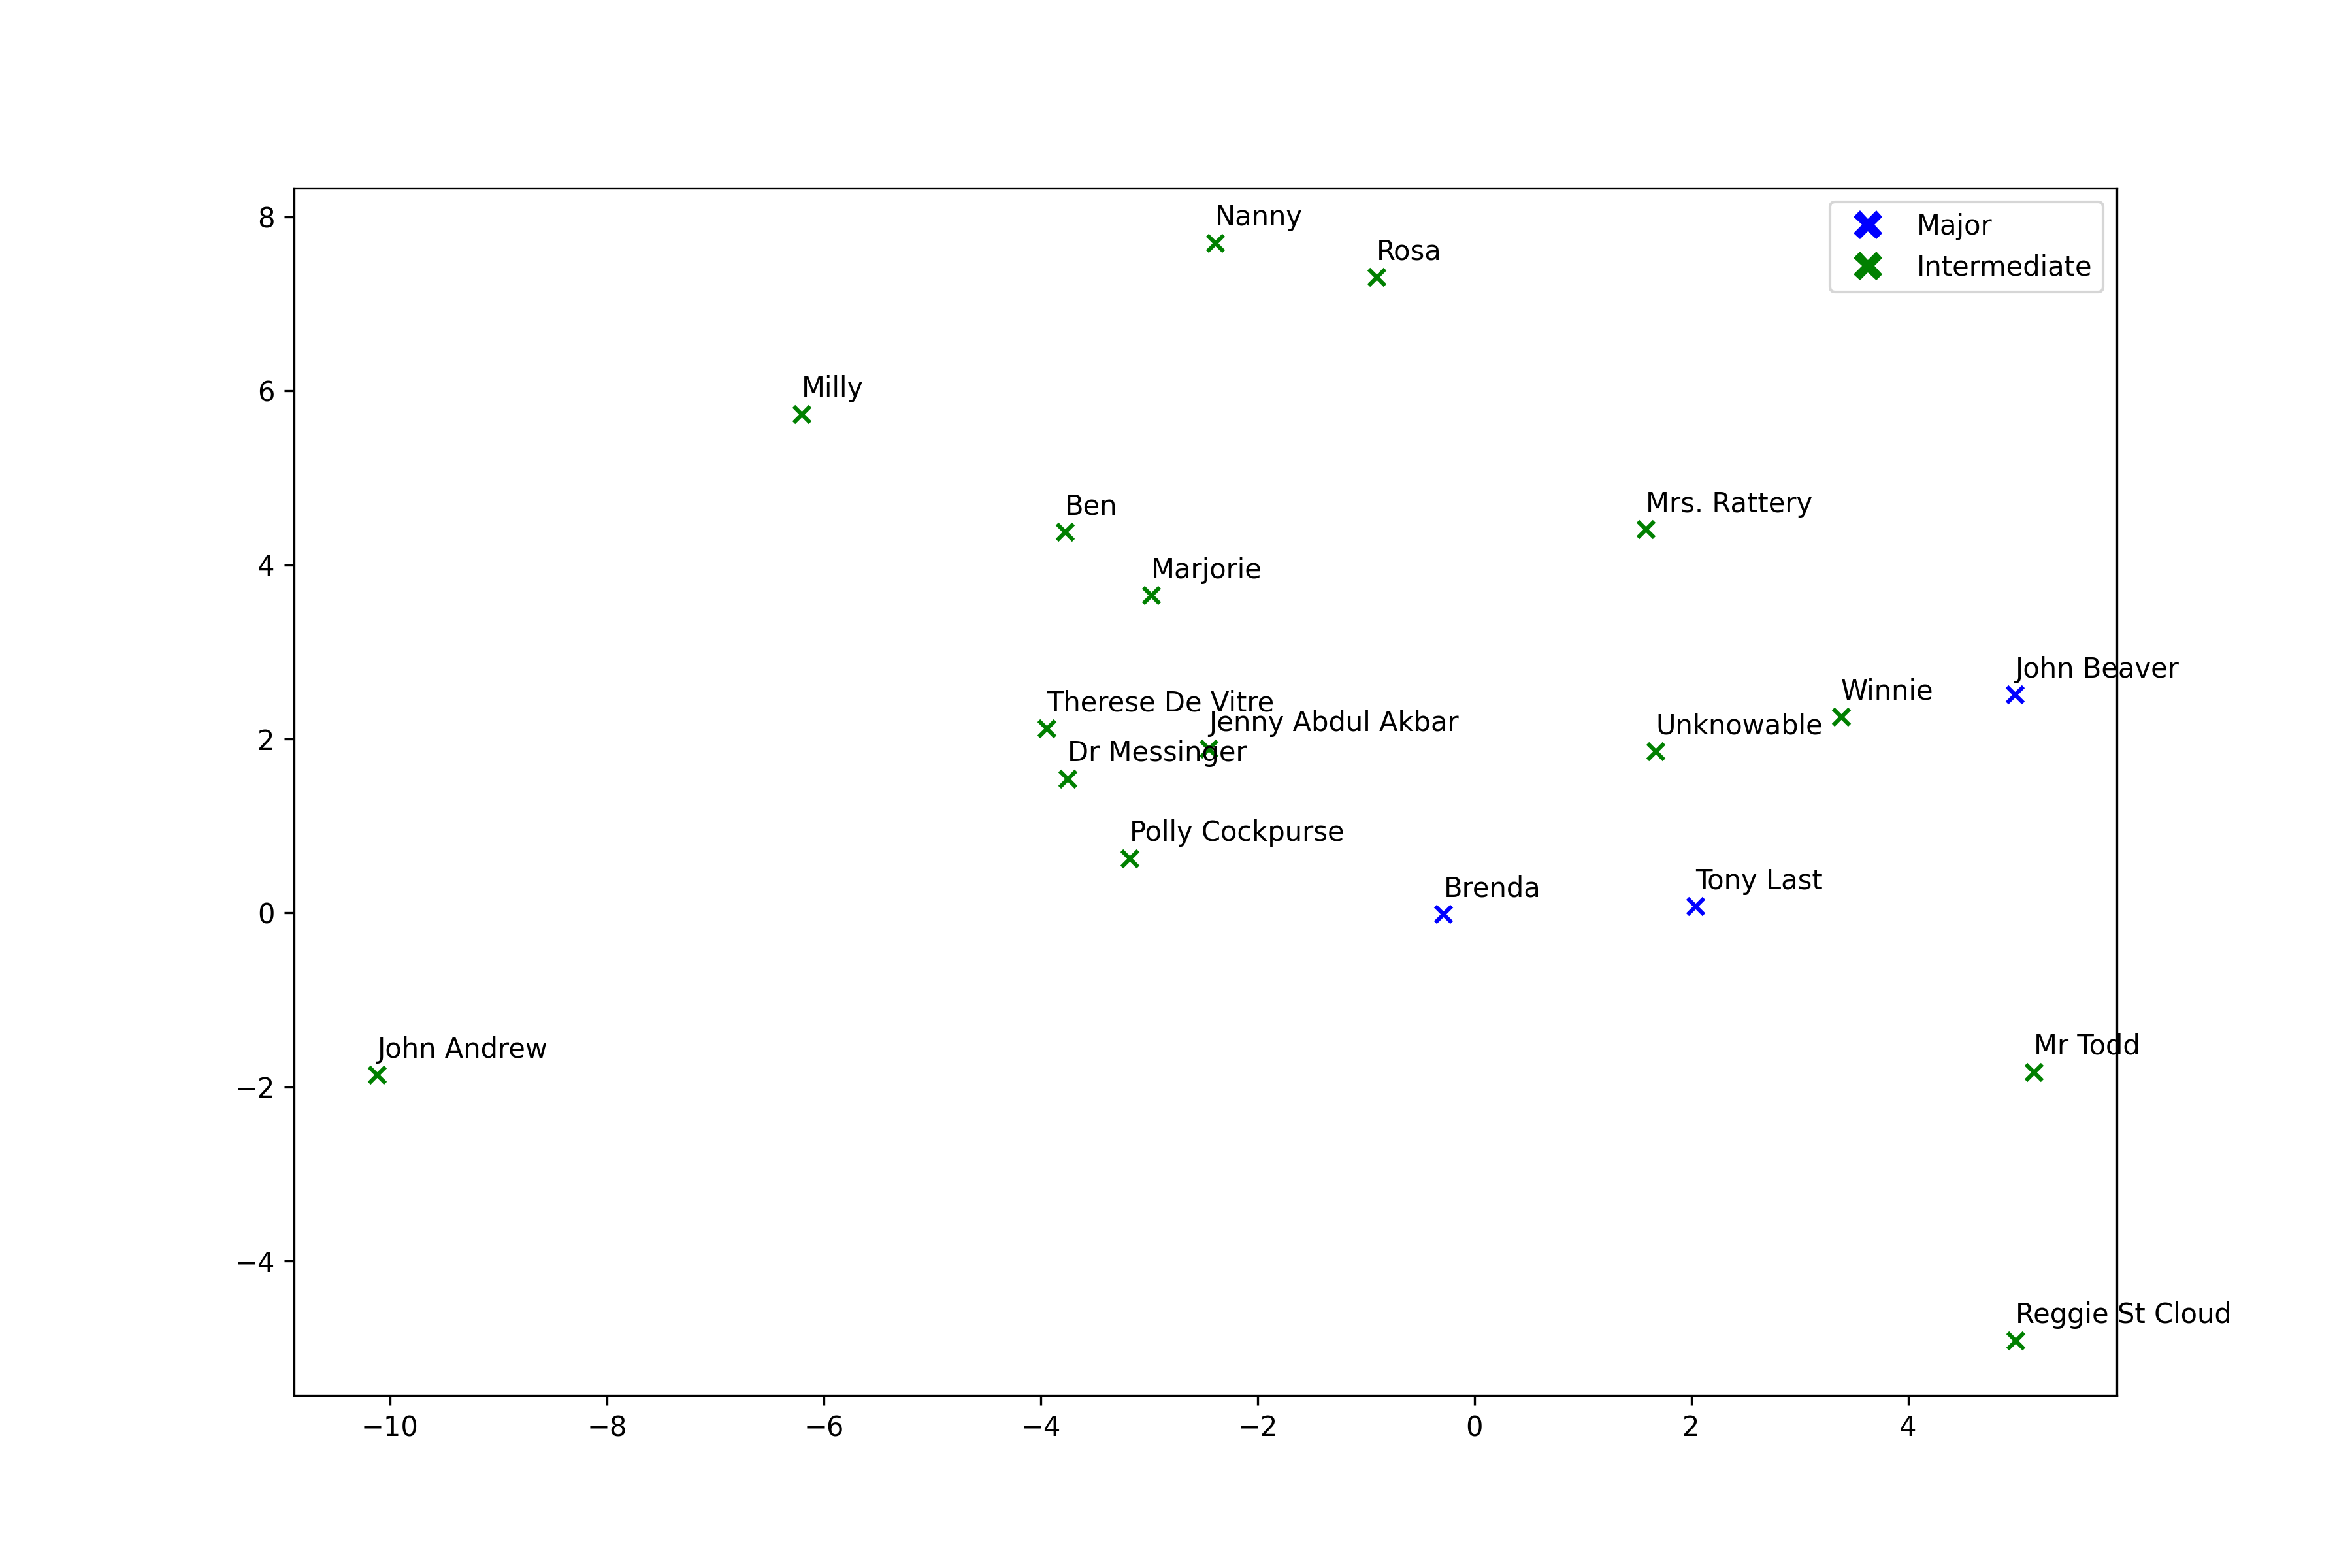 8
Nanny
Major
Rosa
Intermediate
6
Milly
Ben
Mrs. Rattery
4
Marjorie
John Beaver
Therese De Vitre
Winnie
Jenny Abdul Akbar
Unknowable
2
Dr Messinger
Polly Cockpurse
Brenda
Tony Last
0
John Andrew
Mr Todd
−2
−4
Reggie St Cloud
−10 −8 −6 −4 −2 0 2 4